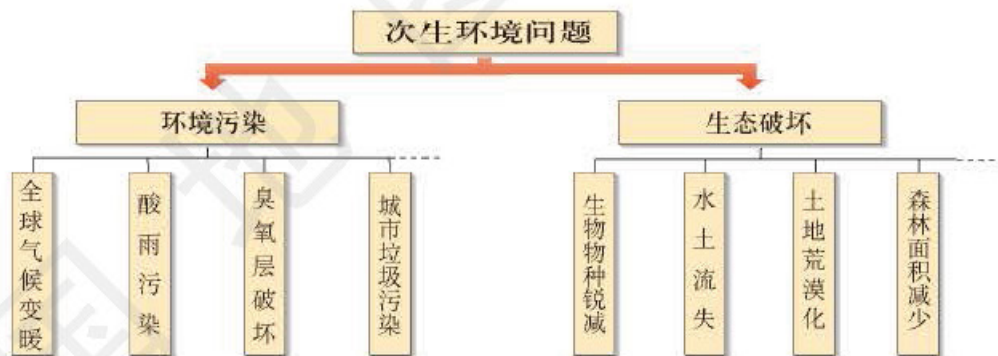 次生环境问题
环境污染
生态破坏
全球气候变暖
酸雨污染
臭氧层破坏
城市垃圾污染
生物物种锐减
水土流失
土地荒漠化
森林面积减少